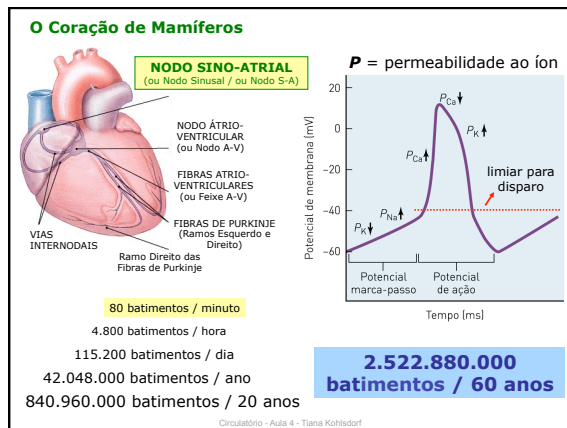 O Coração de Mamíferos
NODO SINO-ATRIAL
(ou Nodo Sinusal / ou Nodo S-A)
NODO ÁTRIO-
VENTRICULAR
(ou Nodo A-V)
FIBRAS ATRIO-
VENTRICULARES
(ou Feixe A-V)
FIBRAS DE PURKINJE
(Ramos Esquerdo e
Direito)
VIAS
INTERNODAIS
Ramo Direito das
Fibras de Purkinje
P = permeabilidade ao íon
Potencial de membrana (mV)
20
0
−20
−40
−60
PCa↓
PK↑
PCa↑
limiar para
disparo
PNa↑
PK↓
Potencial
marca-passo
Potencial
de ação
Tempo (ms)
80 batimentos / minuto
4.800 batimentos / hora
115.200 batimentos / dia
42.048.000 batimentos / ano
840.960.000 batimentos / 20 anos
2.522.880.000
batimentos / 60 anos
Circulatório - Aula 4 - Tiana Kohlsdorf